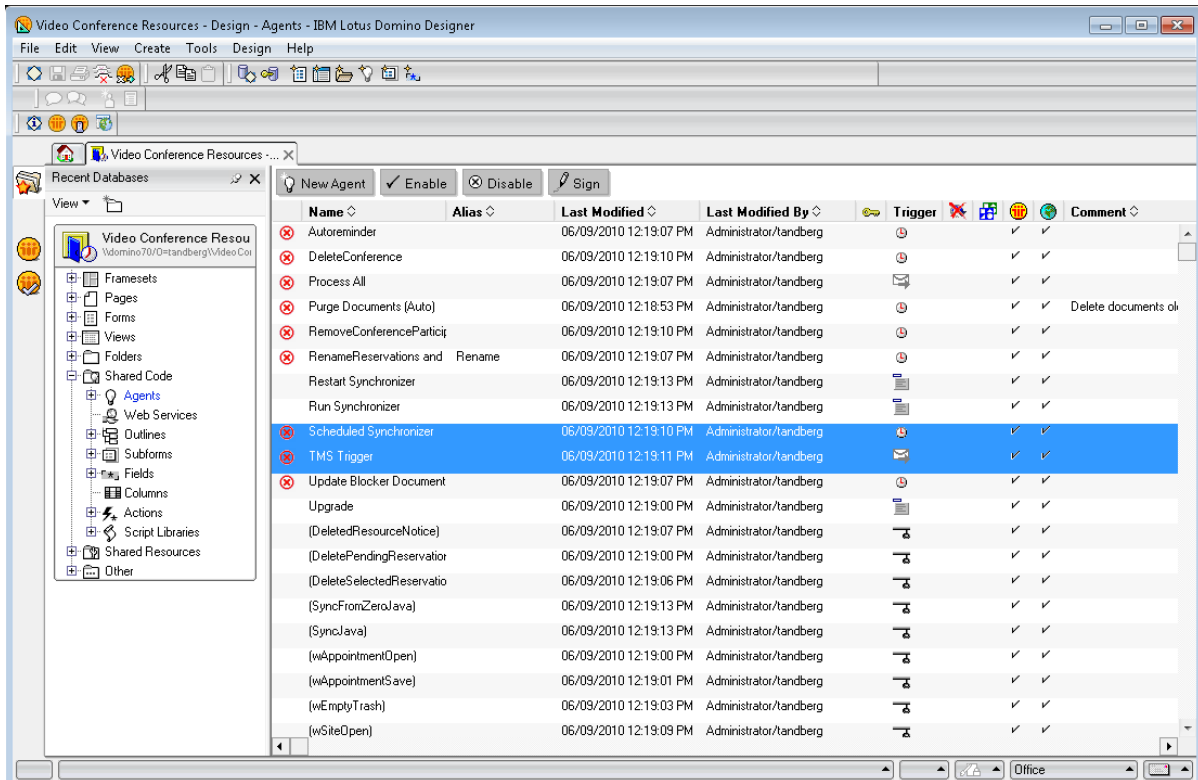 Video Conference Resources - Design - Agents - IBM Lotus Domino Designer
File Edit View Create Tools Design Help
Video Conference Resources -...
Recent Databases
View
Video Conference Resou
\\domino70/O=tandberg\Video Co
Framesets
Pages
Forms
Views
Folders
Shared Code
Agents
Web Services
Outlines
Subforms
Fields
Columns
Actions
Script Libraries
Shared Resources
Other
New Agent Enable Disable Sign
Name Alias Last Modified Last Modified By Trigger Comment
Autoreminder 06/09/2010 12:19:07 PM Administrator/tandberg
DeleteConference 06/09/2010 12:19:10 PM Administrator/tandberg
Process All 06/09/2010 12:19:07 PM Administrator/tandberg
Purge Documents (Auto) 06/09/2010 12:18:53 PM Administrator/tandberg Delete documents ol
RemoveConferencePartici 06/09/2010 12:19:10 PM Administrator/tandberg
RenameReservations and Rename 06/09/2010 12:19:07 PM Administrator/tandberg
Restart Synchronizer 06/09/2010 12:19:13 PM Administrator/tandberg
Run Synchronizer 06/09/2010 12:19:13 PM Administrator/tandberg
Scheduled Synchronizer 06/09/2010 12:19:10 PM Administrator/tandberg
TMS Trigger 06/09/2010 12:19:11 PM Administrator/tandberg
Update Blocker Document 06/09/2010 12:19:07 PM Administrator/tandberg
Upgrade 06/09/2010 12:19:00 PM Administrator/tandberg
(DeletedResourceNotice) 06/09/2010 12:19:07 PM Administrator/tandberg
(DeletePendingReservation 06/09/2010 12:19:00 PM Administrator/tandberg
(DeleteSelectedReservatio 06/09/2010 12:19:06 PM Administrator/tandberg
(SyncFromZeroJava) 06/09/2010 12:19:13 PM Administrator/tandberg
(SyncJava) 06/09/2010 12:19:13 PM Administrator/tandberg
(wAppointmentOpen) 06/09/2010 12:19:00 PM Administrator/tandberg
(wAppointmentSave) 06/09/2010 12:19:01 PM Administrator/tandberg
(wEmptyTrash) 06/09/2010 12:19:03 PM Administrator/tandberg
(wSiteOpen) 06/09/2010 12:19:09 PM Administrator/tandberg
Office